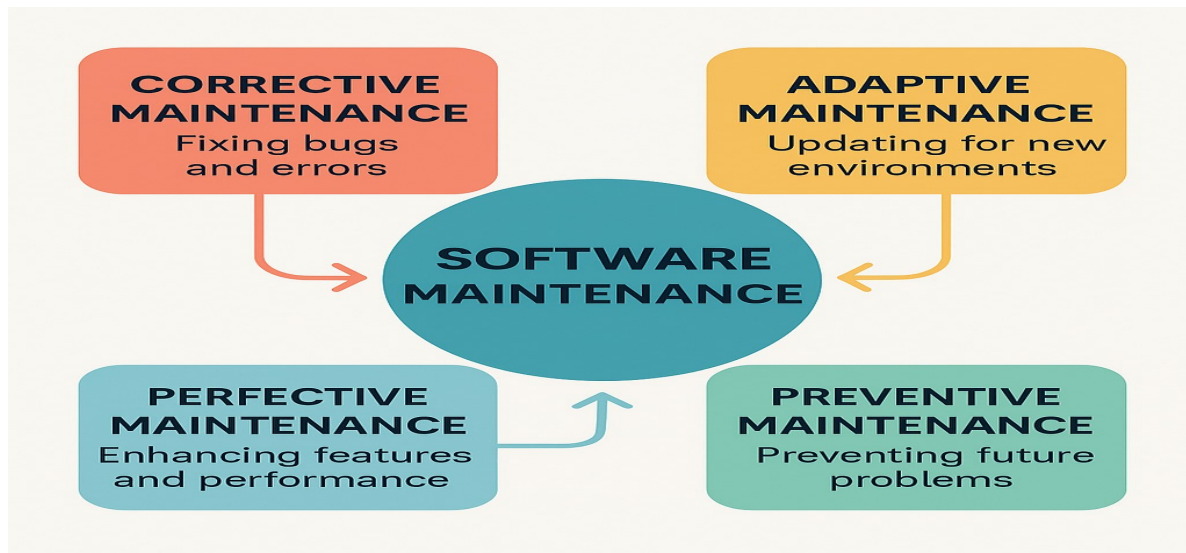 CORRECTIVE
MAINTENANCE
Fixing bugs
and errors
ADAPTIVE
MAINTENANCE
Updating for new
environments
SOFTWARE
MAINTENANCE
PERFECTIVE
MAINTENANCE
Enhancing features
and performance
PREVENTIVE
MAINTENANCE
Preventing future
problems